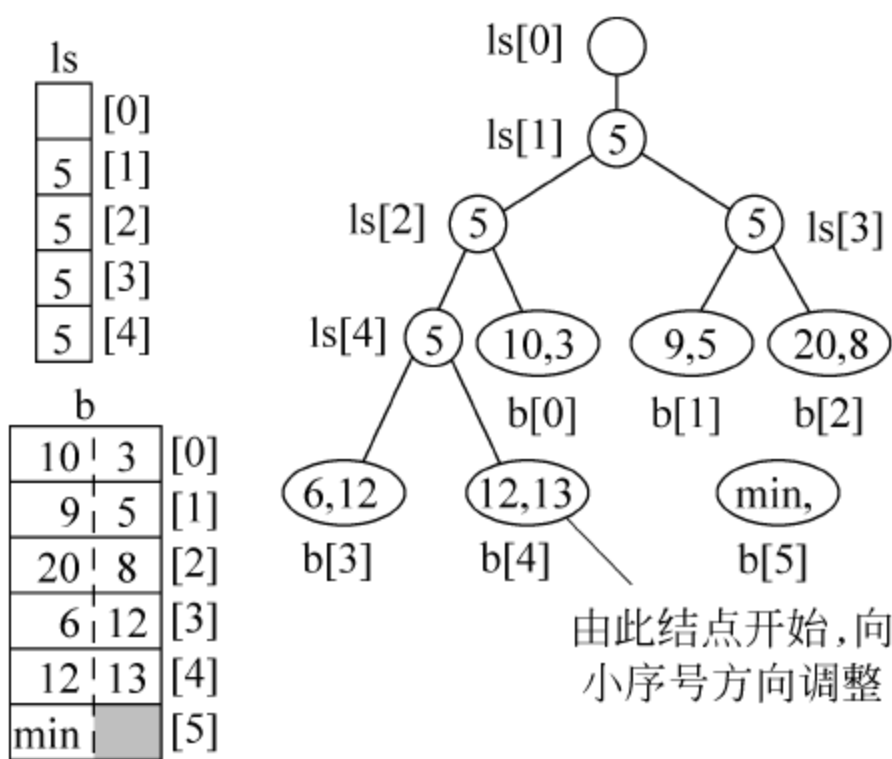 ls
[0]
5 [1]
5 [2]
5 [3]
5 [4]
b
10 3 [0]
9 5 [1]
20 8 [2]
6 12 [3]
12 13 [4]
min [5]
ls[0]
ls[1] 5
ls[2] 5 5 ls[3]
ls[4] 5 10,3 9,5 20,8
b[0] b[1] b[2]
6,12 12,13 min,
b[3] b[4] b[5]
由此结点开始,向
小序号方向调整